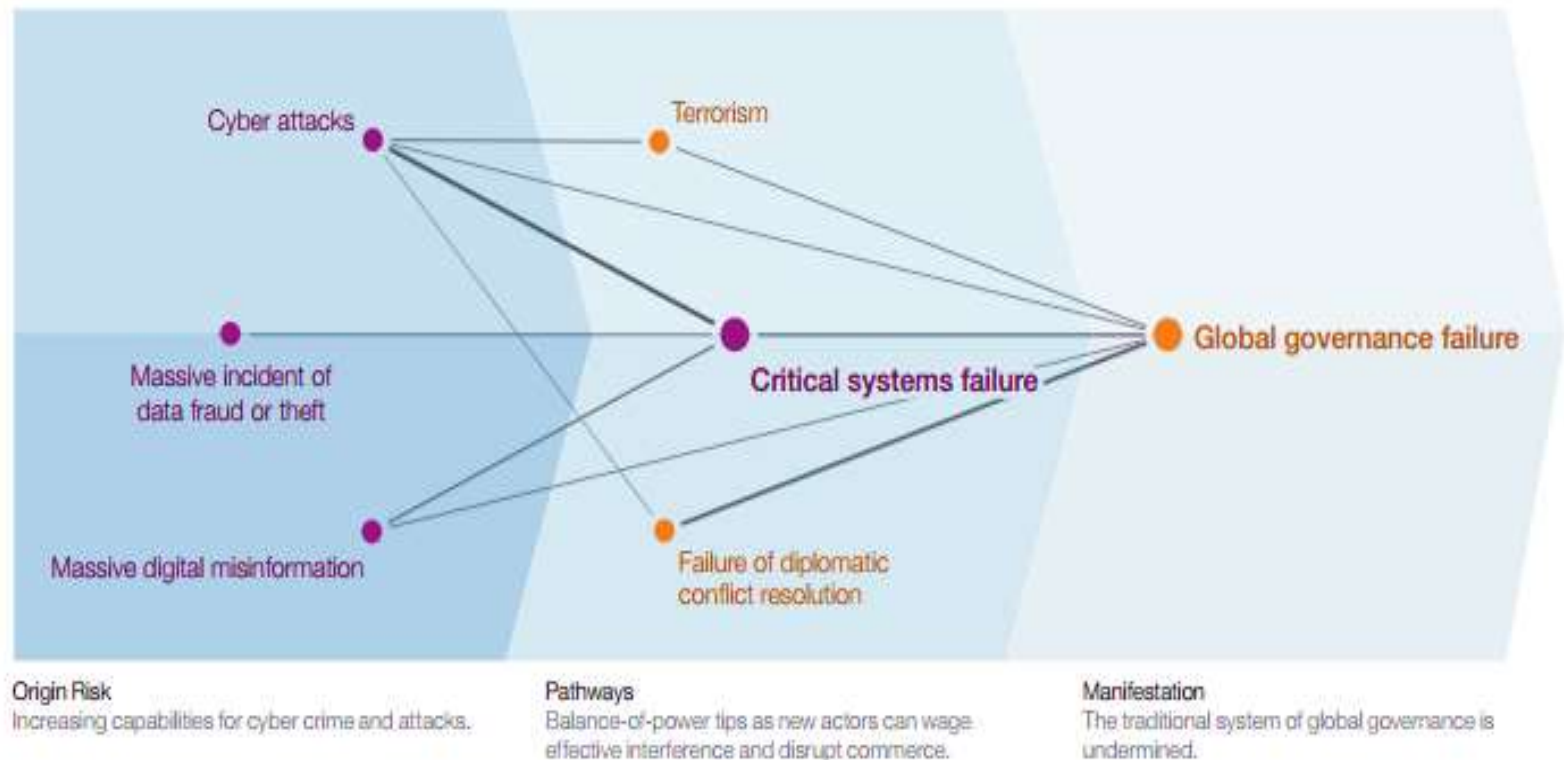 Cyber attacks
Terrorism
Massive incident of
data fraud or theft
Critical systems failure
Global governance failure
Massive digital misinformation
Failure of diplomatic
conflict resolution
Origin Risk
Increasing capabilities for cyber crime and attacks.
Pathways
Balance-of-power tips as new actors can wage
effective interference and disrupt commerce.
Manifestation
The traditional system of global governance is
undermined.